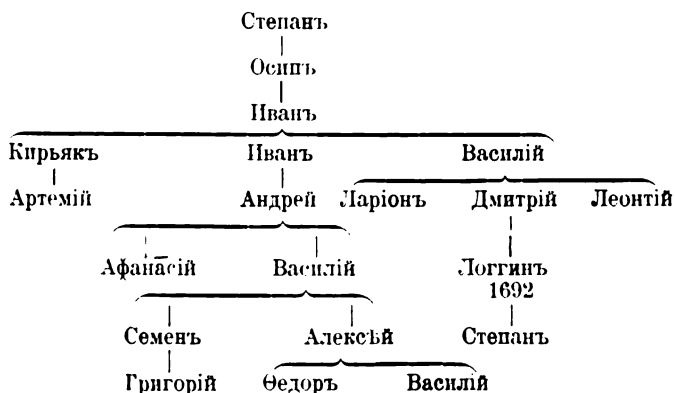 Степанъ
Осипъ
Иванъ
Кирьякъ Иванъ Василій
Артемій Андрей Ларіонъ Дмитрій Леонтій
Афанасій Василій Логгинъ
1692
Семенъ Алексѣй Степанъ
Григорій Ѳедоръ Василій